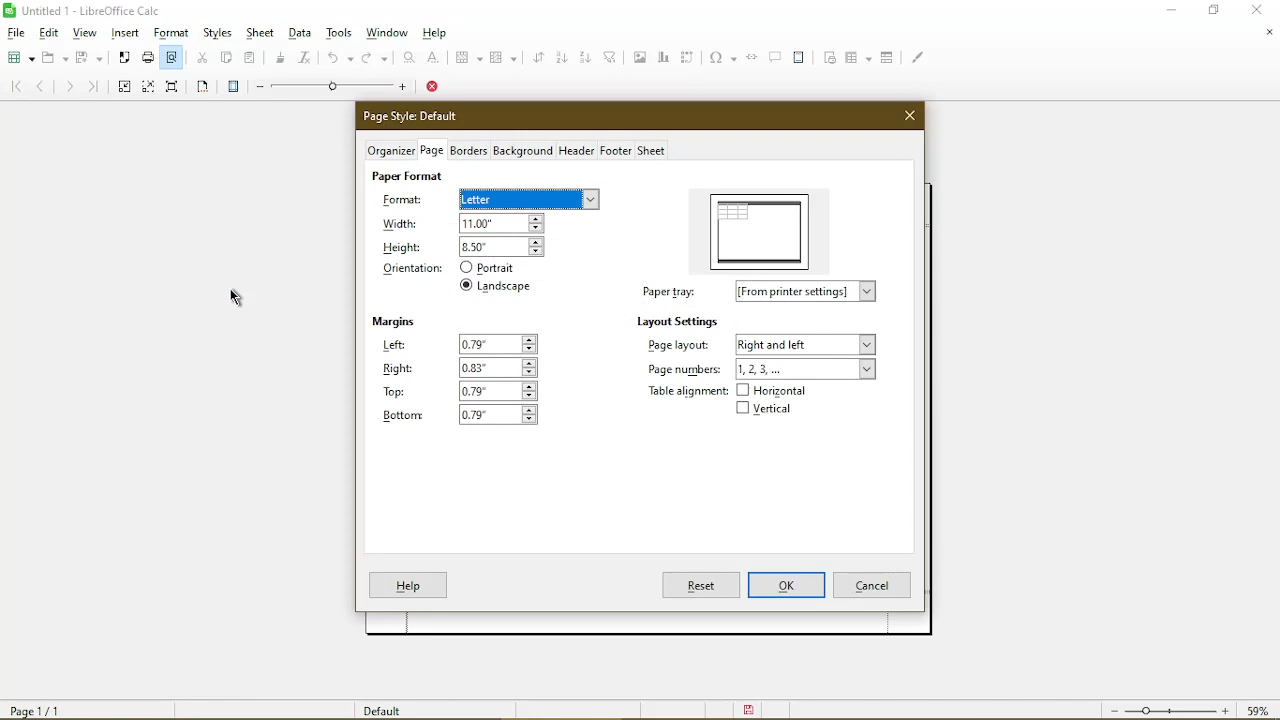 Untitled 1 - LibreOffice Calc
File Edit View Insert Format Styles Sheet Data Tools Window Help
Page Style: Default
Organizer Page Borders Background Header Footer Sheet
Paper Format
Format: Letter
Width: 11.00"
Height: 8.50"
Orientation: Portrait
Landscape
Paper tray: [From printer settings]
Margins
Left: 0.79"
Right: 0.83"
Top: 0.79"
Bottom: 0.79"
Layout Settings
Page layout: Right and left
Page numbers: 1, 2, 3, ...
Table alignment: Horizontal
Vertical
Help Reset OK Cancel
Page 1 / 1 Default 59%